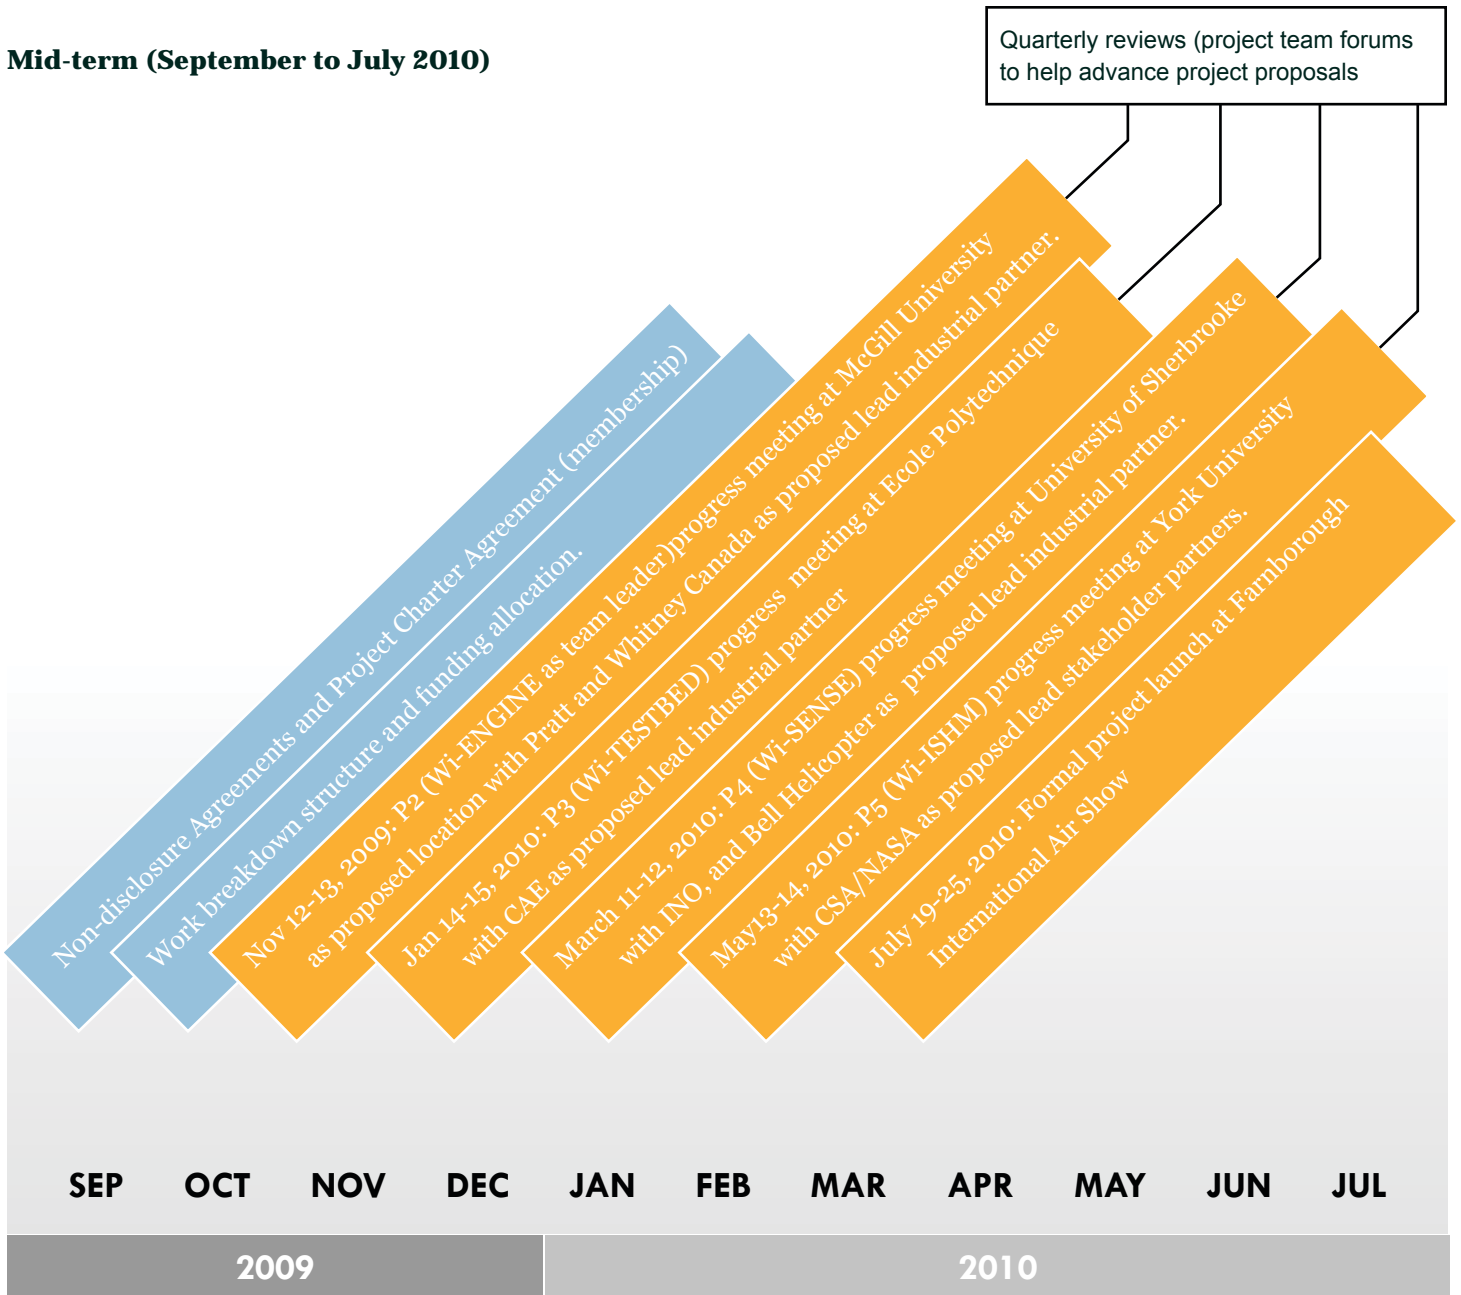 Mid-term (September to July 2010)
Quarterly reviews (project team forums
to help advance project proposals
Non-disclosure Agreements and Project Charter Agreement (membership)
Work breakdown structure and funding allocation.
Nov 12-13, 2009: P2 (Wi-ENGINE as team leader)progress meeting at McGill University
as proposed location with Pratt and Whitney Canada as proposed lead industrial partner.
Jan 14-15, 2010: P3 (Wi-TESTBED) progress  meeting at Ecole Polytechnique
with CAE as proposed lead industrial partner
March 11-12, 2010: P4 (Wi-SENSE) progress meeting at University of Sherbrooke
with INO, and Bell Helicopter as  proposed lead industrial partner.
May13-14, 2010: P5 (Wi-ISHM) progress meeting at York University
with CSA/NASA as proposed lead stakeholder partners.
July 19-25, 2010: Formal project launch at Farnborough
International Air Show
SEP OCT NOV DEC JAN FEB MAR APR MAY JUN JUL
2009 2010